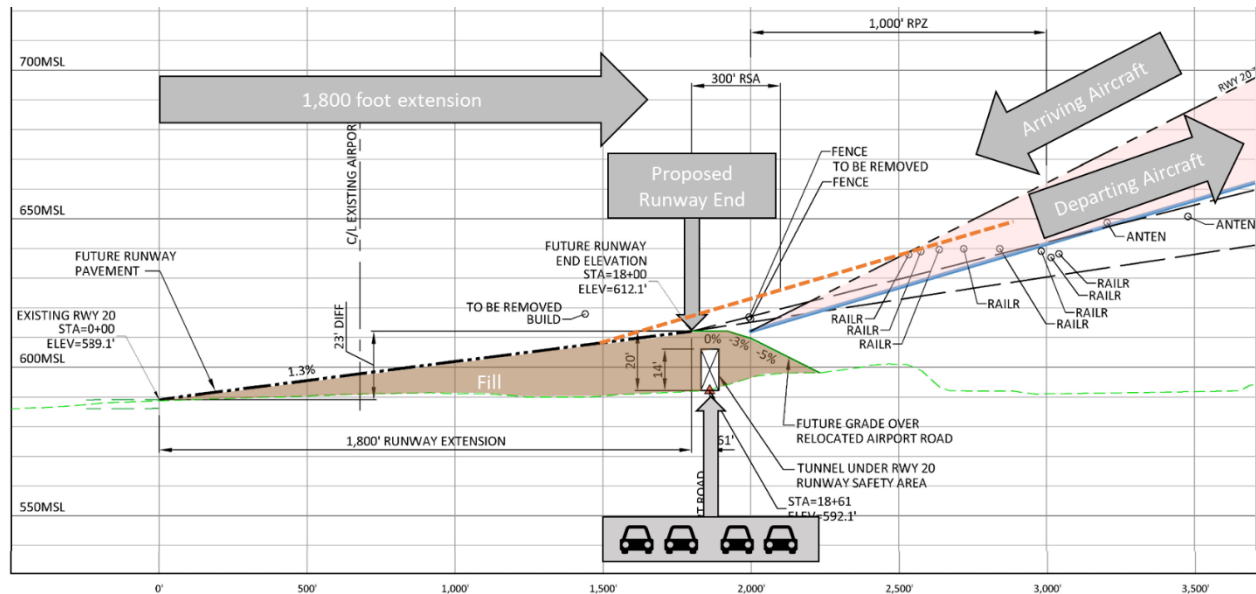 1,000' RPZ
700MSL
300' RSA
1,800 foot extension
RWY 20
Arriving Aircraft
C/L EXISTING AIRPOR
FENCE
TO BE REMOVED
FENCE
Proposed
Runway End
Departing Aircraft
650MSL
ANTEN
ANTEN
FUTURE RUNWAY
PAVEMENT
FUTURE RUNWAY
END ELEVATION
STA=18+00
ELEV=612.1'
RAILR
RAILR
RAILR
RAILR
RAILR
RAILR
RAILR
RAILR
EXISTING RWY 20
STA=0+00
ELEV=589.1'
TO BE REMOVED
BUILD
23' DIFF
600MSL
1.3%
Fill
20'
14'
0%
-3%
-5%
FUTURE GRADE OVER
RELOCATED AIRPORT ROAD
1,800' RUNWAY EXTENSION
61'
TUNNEL UNDER RWY 20
RUNWAY SAFETY AREA
STA=18+61
ELEV=592.1'
RT ROAD
550MSL
0'
500'
1,000'
1,500'
2,000'
2,500'
3,000'
3,500'